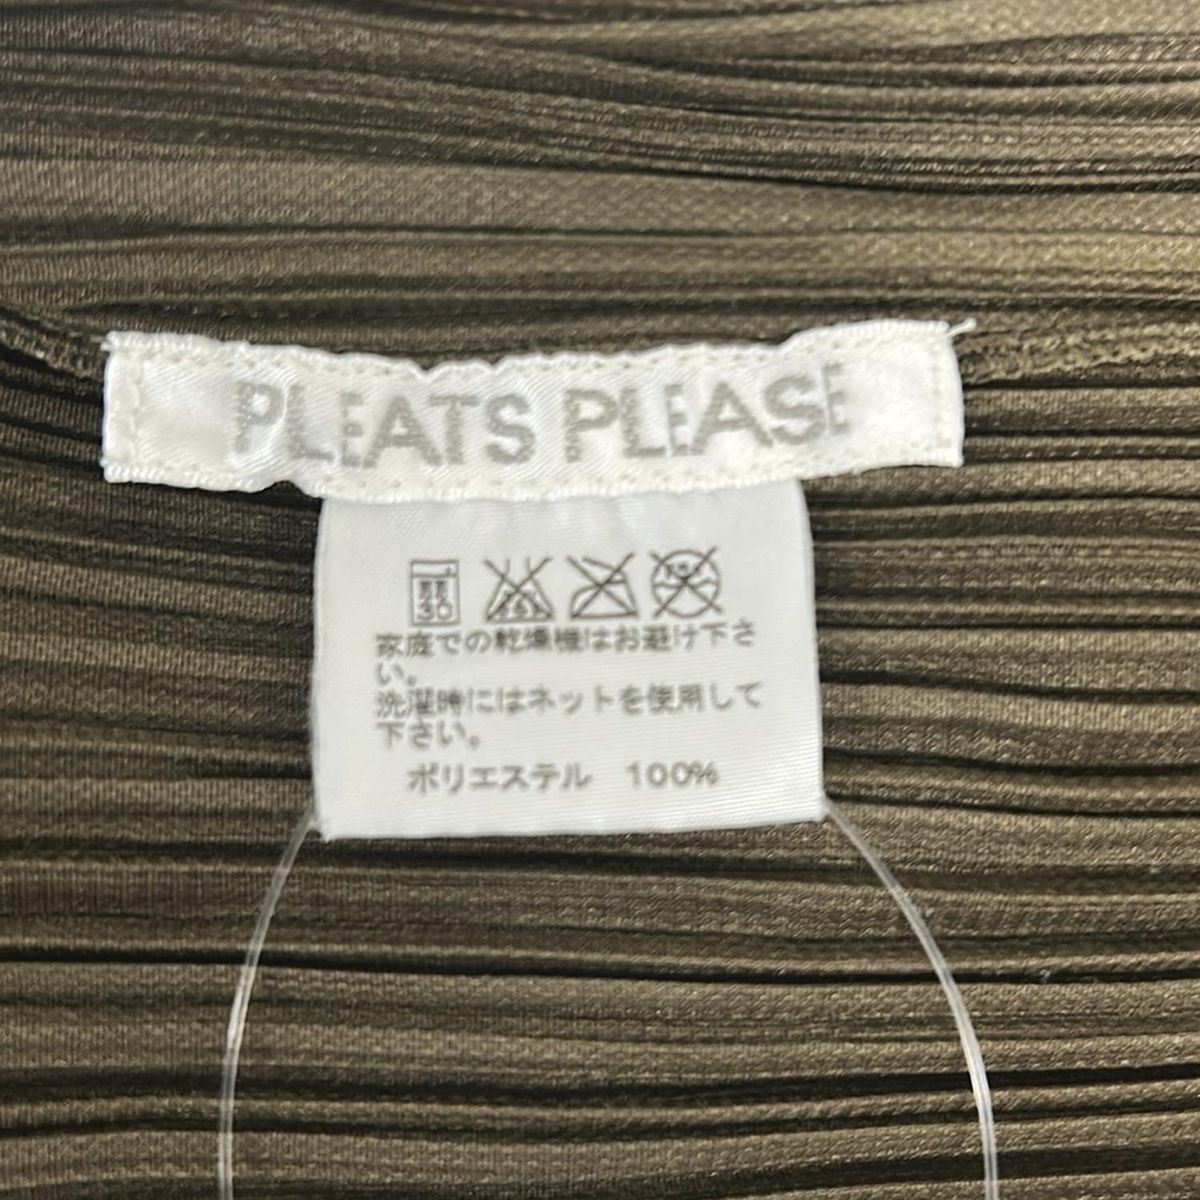 PLEATS PLEASE
弱
30
家庭での乾燥機はお避け下さ
い。
洗濯時にはネットを使用して
下さい。
ポリエステル 100%